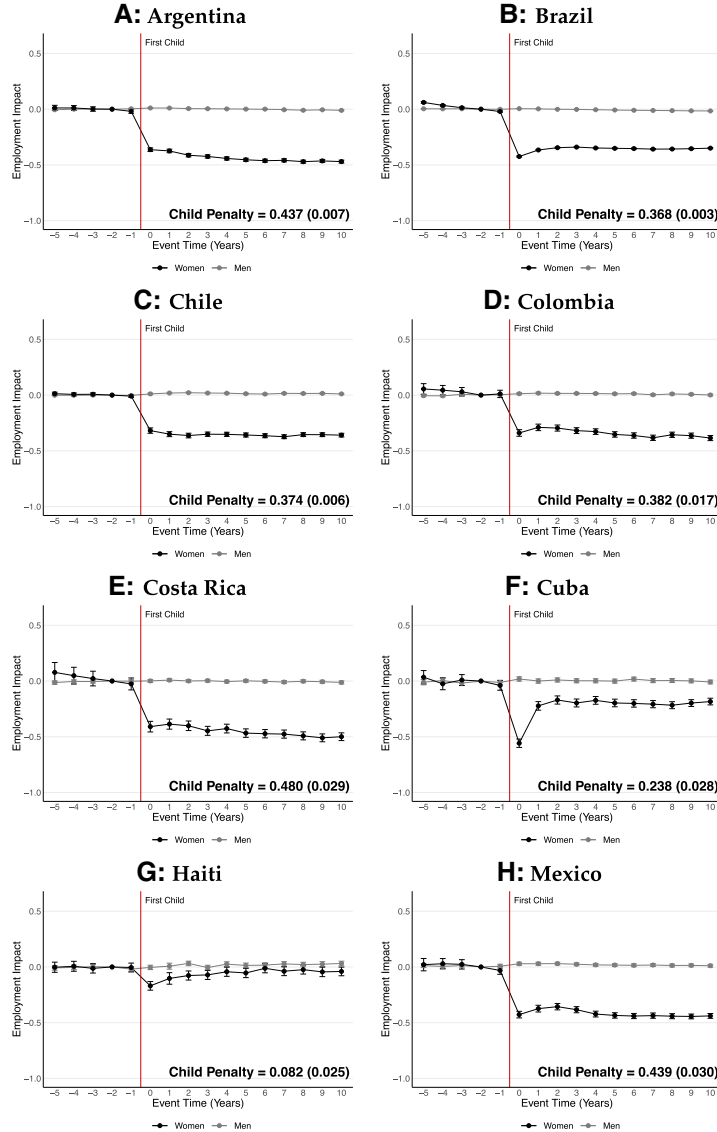 A: Argentina
First Child
0.5
0.0
−0.5
−1.0
Employment Impact
Child Penalty = 0.437 (0.007)
−5 −4 −3 −2 −1 0 1 2 3 4 5 6 7 8 9 10
Event Time (Years)
Women Men
B: Brazil
First Child
0.5
0.0
−0.5
−1.0
Employment Impact
Child Penalty = 0.368 (0.003)
−5 −4 −3 −2 −1 0 1 2 3 4 5 6 7 8 9 10
Event Time (Years)
Women Men
C: Chile
First Child
0.5
0.0
−0.5
−1.0
Employment Impact
Child Penalty = 0.374 (0.006)
−5 −4 −3 −2 −1 0 1 2 3 4 5 6 7 8 9 10
Event Time (Years)
Women Men
D: Colombia
First Child
0.5
0.0
−0.5
−1.0
Employment Impact
Child Penalty = 0.382 (0.017)
−5 −4 −3 −2 −1 0 1 2 3 4 5 6 7 8 9 10
Event Time (Years)
Women Men
E: Costa Rica
First Child
0.5
0.0
−0.5
−1.0
Employment Impact
Child Penalty = 0.480 (0.029)
−5 −4 −3 −2 −1 0 1 2 3 4 5 6 7 8 9 10
Event Time (Years)
Women Men
F: Cuba
First Child
0.5
0.0
−0.5
−1.0
Employment Impact
Child Penalty = 0.238 (0.028)
−5 −4 −3 −2 −1 0 1 2 3 4 5 6 7 8 9 10
Event Time (Years)
Women Men
G: Haiti
First Child
0.5
0.0
−0.5
−1.0
Employment Impact
Child Penalty = 0.082 (0.025)
−5 −4 −3 −2 −1 0 1 2 3 4 5 6 7 8 9 10
Event Time (Years)
Women Men
H: Mexico
First Child
0.5
0.0
−0.5
−1.0
Employment Impact
Child Penalty = 0.439 (0.030)
−5 −4 −3 −2 −1 0 1 2 3 4 5 6 7 8 9 10
Event Time (Years)
Women Men